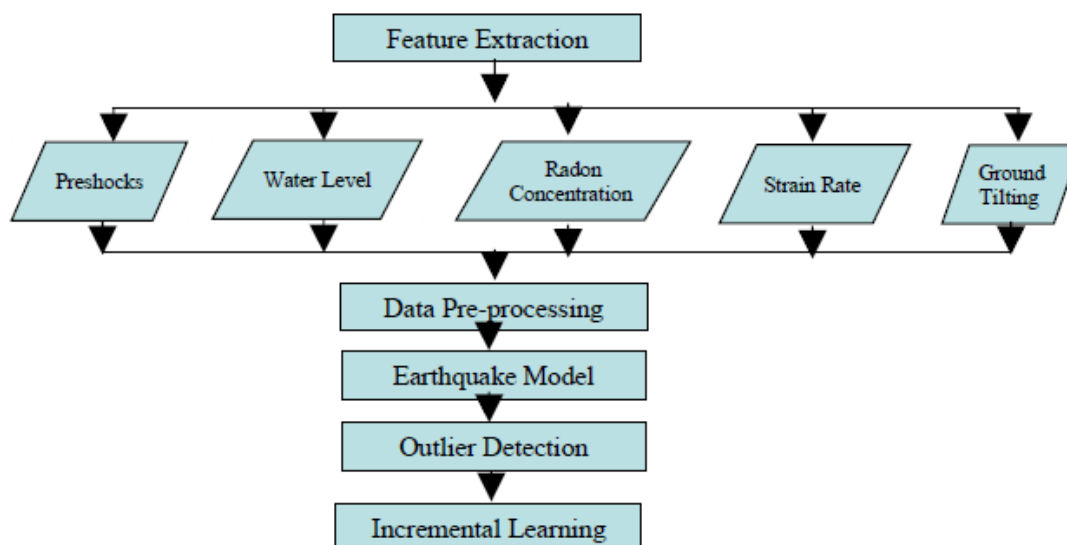 Feature Extraction
Preshocks
Water Level
Radon
Concentration
Strain Rate
Ground
Tilting
Data Pre-processing
Earthquake Model
Outlier Detection
Incremental Learning